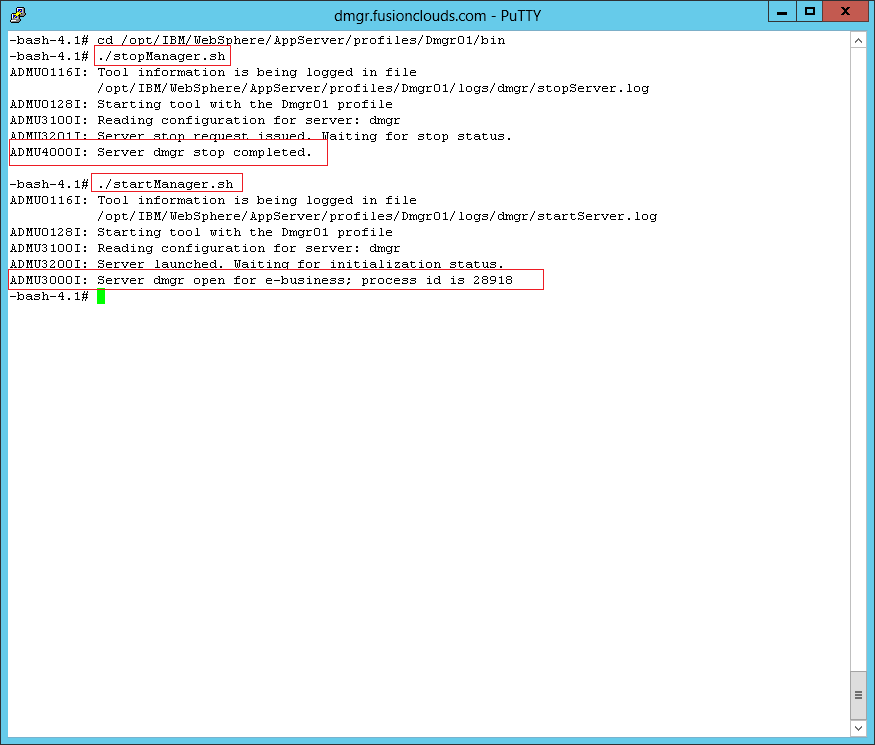 dmgr.fusionclouds.com - PuTTY
-bash-4.1# cd /opt/IBM/WebSphere/AppServer/profiles/Dmgr01/bin
-bash-4.1# ./stopManager.sh
ADMU0116I: Tool information is being logged in file
/opt/IBM/WebSphere/AppServer/profiles/Dmgr01/logs/dmgr/stopServer.log
ADMU0128I: Starting tool with the Dmgr01 profile
ADMU3100I: Reading configuration for server: dmgr
ADMU3201I: Server stop request issued. Waiting for stop status.
ADMU4000I: Server dmgr stop completed.
-bash-4.1# ./startManager.sh
ADMU0116I: Tool information is being logged in file
/opt/IBM/WebSphere/AppServer/profiles/Dmgr01/logs/dmgr/startServer.log
ADMU0128I: Starting tool with the Dmgr01 profile
ADMU3100I: Reading configuration for server: dmgr
ADMU3200I: Server launched. Waiting for initialization status.
ADMU3000I: Server dmgr open for e-business; process id is 28918
-bash-4.1#